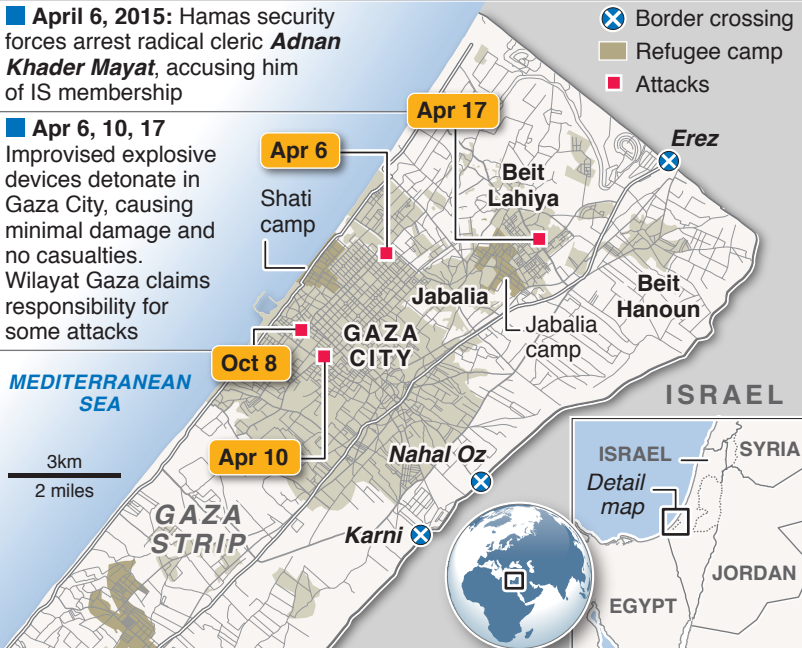 April 6, 2015: Hamas security
forces arrest radical cleric Adnan
Khader Mayat, accusing him
of IS membership
Apr 6, 10, 17
Improvised explosive
devices detonate in
Gaza City, causing
minimal damage and
no casualties.
Wilayat Gaza claims
responsibility for
some attacks
Border crossing
Refugee camp
Attacks
Apr 17
Apr 6
Erez
Beit
Lahiya
Shati
camp
Beit
Hanoun
Jabalia
Jabalia
camp
GAZA
CITY
Oct 8
MEDITERRANEAN
SEA
ISRAEL
Apr 10
Nahal Oz
3km
2 miles
GAZA
STRIP
Karni
ISRAEL
SYRIA
Detail
map
JORDAN
EGYPT